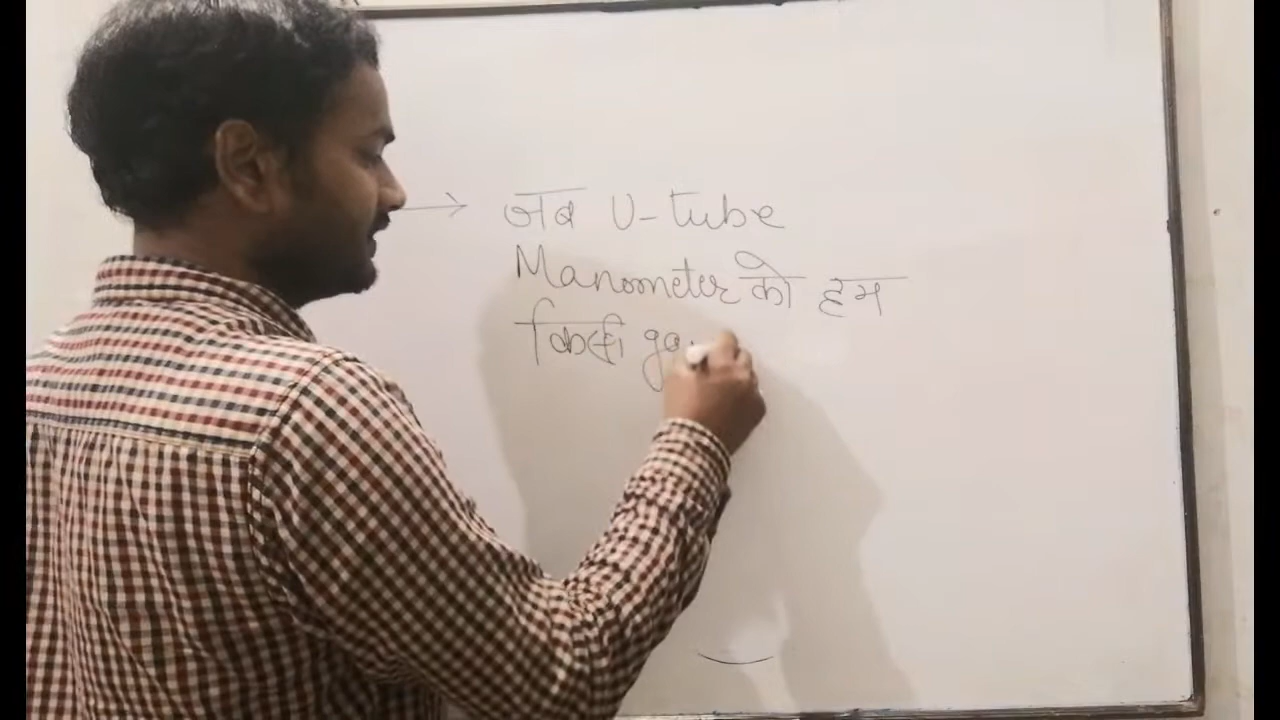 → जब U-tube
Manometer को हम
किसी ga